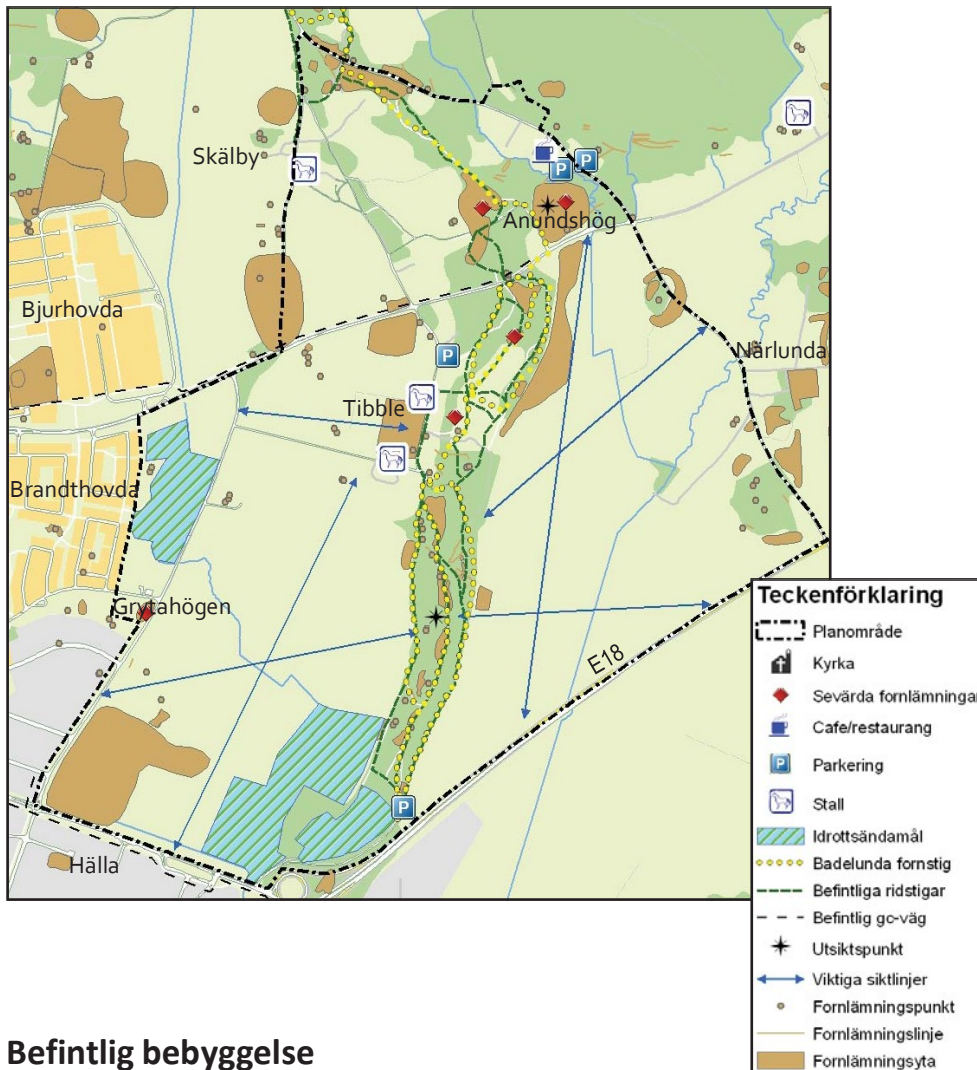 Skälby
P
P
Anundshög
Bjurhovda
Närlunda
P
Tibble
Brandthovda
Grytahögen
E18
P
Hälla
Teckenförklaring
Planområde
Kyrka
Sevärda fornlämningar
Cafe/restaurang
P Parkering
Stall
Idrottsändamål
Badelunda fornstig
Befintliga ridstigar
Befintlig gc-väg
Utsiktspunkt
Viktiga siktlinjer
Fornlämningspunkt
Fornlämningslinje
Fornlämningsyta
Befintlig bebyggelse